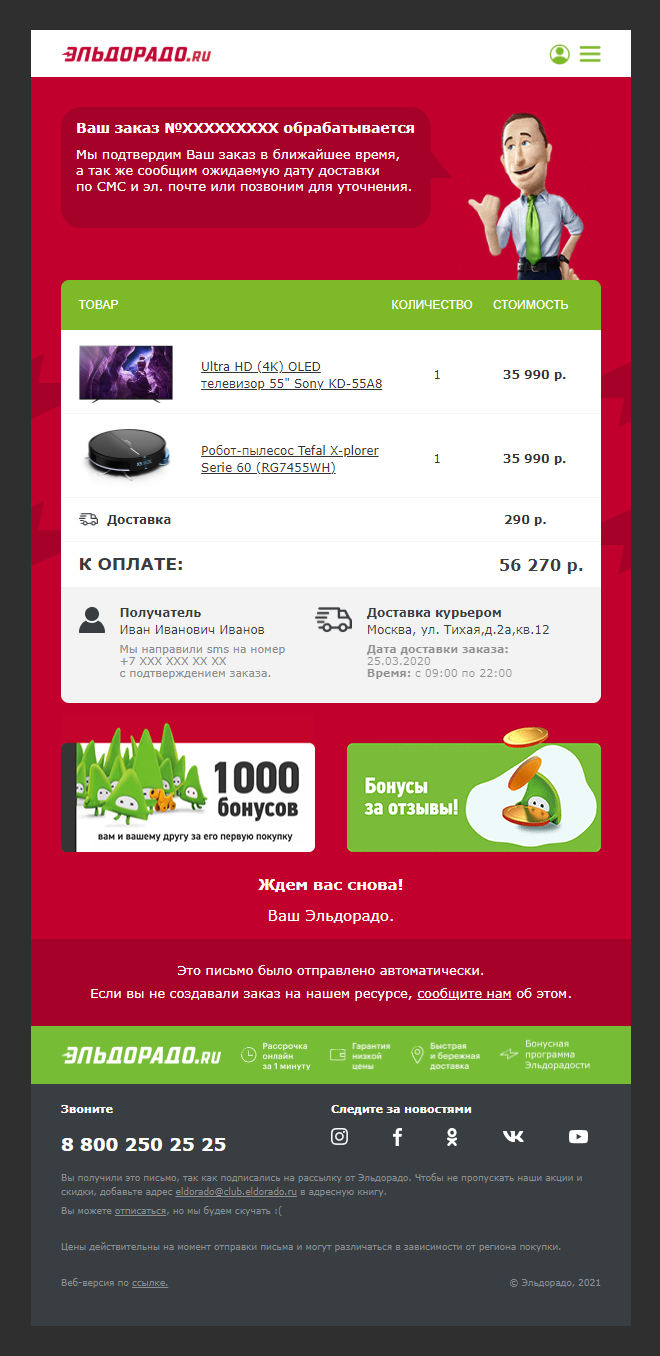 ЭЛЬДОРАДО.RU
Ваш заказ №XXXXXXXXX обрабатывается
Мы подтвердим Ваш заказ в ближайшее время,
а так же сообщим ожидаемую дату доставки
по СМС и эл. почте или позвоним для уточнения.
ТОВАР КОЛИЧЕСТВО СТОИМОСТЬ
Ultra HD (4K) OLED
телевизор 55" Sony KD-55A8
1
35 990 р.
Робот-пылесос Tefal X-plorer
Serie 60 (RG7455WH)
1
35 990 р.
Доставка 290 р.
К ОПЛАТЕ: 56 270 р.
Получатель
Иван Иванович Иванов
Мы направили sms на номер
+7 XXX XXX XX XX
с подтверждением заказа.
Доставка курьером
Москва, ул. Тихая,д.2а,кв.12
Дата доставки заказа:
25.03.2020
Время: с 09:00 по 22:00
1000
бонусов
вам и вашему другу за его первую покупку
Бонусы
за отзывы!
Ждем вас снова!
Ваш Эльдорадо.
Это письмо было отправлено автоматически.
Если вы не создавали заказ на нашем ресурсе, сообщите нам об этом.
ЭЛЬДОРАДО.RU
Рассрочка
онлайн
за 1 минуту
Гарантия
низкой
цены
Быстрая
и бережная
доставка
Бонусная
программа
Эльдорадости
Звоните
8 800 250 25 25
Следите за новостями
Вы получили это письмо, так как подписались на рассылку от Эльдорадо. Чтобы не пропускать наши акции и
скидки, добавьте адрес eldorado@club.eldorado.ru в адресную книгу.
Вы можете отписаться, но мы будем скучать :(
Цены действительны на момент отправки письма и могут различаться в зависимости от региона покупки.
Веб-версия по ссылке.
© Эльдорадо, 2021